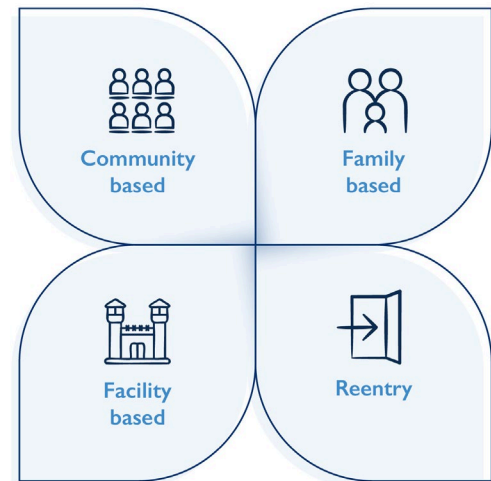 Community
based
Family
based
Facility
based
Reentry